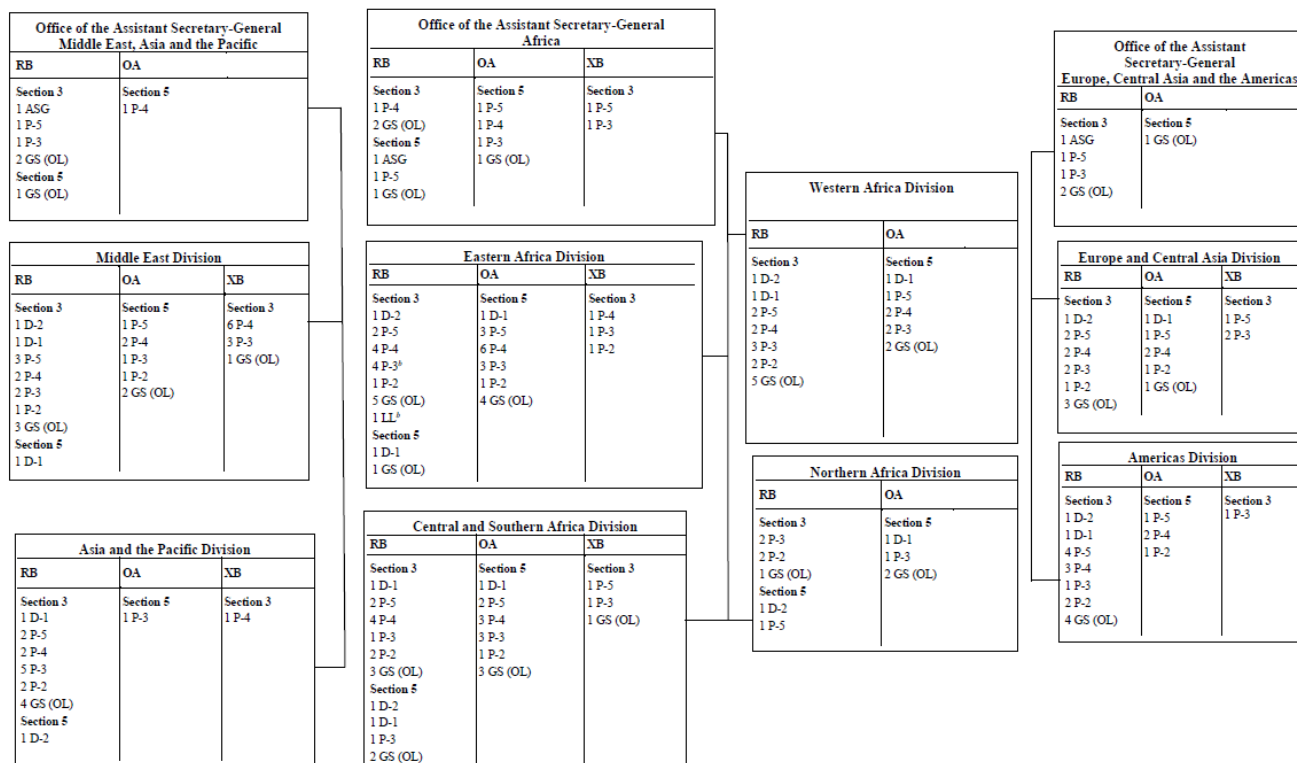 Office of the Assistant Secretary-General
Middle East, Asia and the Pacific
RB OA
Section 3
1 ASG
1 P-5
1 P-3
2 GS (OL)
Section 5
1 GS (OL)
Section 5
1 P-4
Middle East Division
RB OA XB
Section 3
1 D-2
1 D-1
3 P-5
2 P-4
2 P-3
1 P-2
3 GS (OL)
Section 5
1 D-1
Section 5
1 P-5
2 P-4
1 P-3
1 P-2
2 GS (OL)
Section 3
6 P-4
3 P-3
1 GS (OL)
Asia and the Pacific Division
RB OA XB
Section 3
1 D-1
2 P-5
2 P-4
5 P-3
2 P-2
4 GS (OL)
Section 5
1 D-2
Section 5
1 P-3
Section 3
1 P-4
Office of the Assistant Secretary-General
Africa
RB OA XB
Section 3
1 P-4
2 GS (OL)
Section 5
1 ASG
1 P-5
1 GS (OL)
Section 5
1 P-5
1 P-4
1 P-3
1 GS (OL)
Section 3
1 P-5
1 P-3
Eastern Africa Division
RB OA XB
Section 3
1 D-2
2 P-5
4 P-4
4 P-3ᵇ
1 P-2
5 GS (OL)
1 LLᵇ
Section 5
1 D-1
1 GS (OL)
Section 5
1 D-1
3 P-5
6 P-4
3 P-3
1 P-2
4 GS (OL)
Section 3
1 P-4
1 P-3
1 P-2
Central and Southern Africa Division
RB OA XB
Section 3
1 D-1
2 P-5
4 P-4
1 P-3
2 P-2
3 GS (OL)
Section 5
1 D-2
1 D-1
1 P-3
2 GS (OL)
Section 5
1 D-1
2 P-5
3 P-4
3 P-3
1 P-2
3 GS (OL)
Section 3
1 P-5
1 P-3
1 GS (OL)
Western Africa Division
RB OA
Section 3
1 D-2
1 D-1
2 P-5
2 P-4
3 P-3
2 P-2
5 GS (OL)
Section 5
1 D-1
1 P-5
2 P-4
2 P-3
2 GS (OL)
Northern Africa Division
RB OA
Section 3
2 P-3
2 P-2
1 GS (OL)
Section 5
1 D-2
1 P-5
Section 5
1 D-1
1 P-3
2 GS (OL)
Office of the Assistant
Secretary-General
Europe, Central Asia and the Americas
RB OA
Section 3
1 ASG
1 P-5
1 P-3
2 GS (OL)
Section 5
1 GS (OL)
Europe and Central Asia Division
RB OA XB
Section 3
1 D-2
2 P-5
2 P-4
2 P-3
1 P-2
3 GS (OL)
Section 5
1 D-1
1 P-5
2 P-4
1 P-2
1 GS (OL)
Section 3
1 P-5
2 P-3
Americas Division
RB OA XB
Section 3
1 D-2
1 D-1
4 P-5
3 P-4
1 P-3
2 P-2
4 GS (OL)
Section 5
1 P-5
2 P-4
1 P-2
Section 3
1 P-3